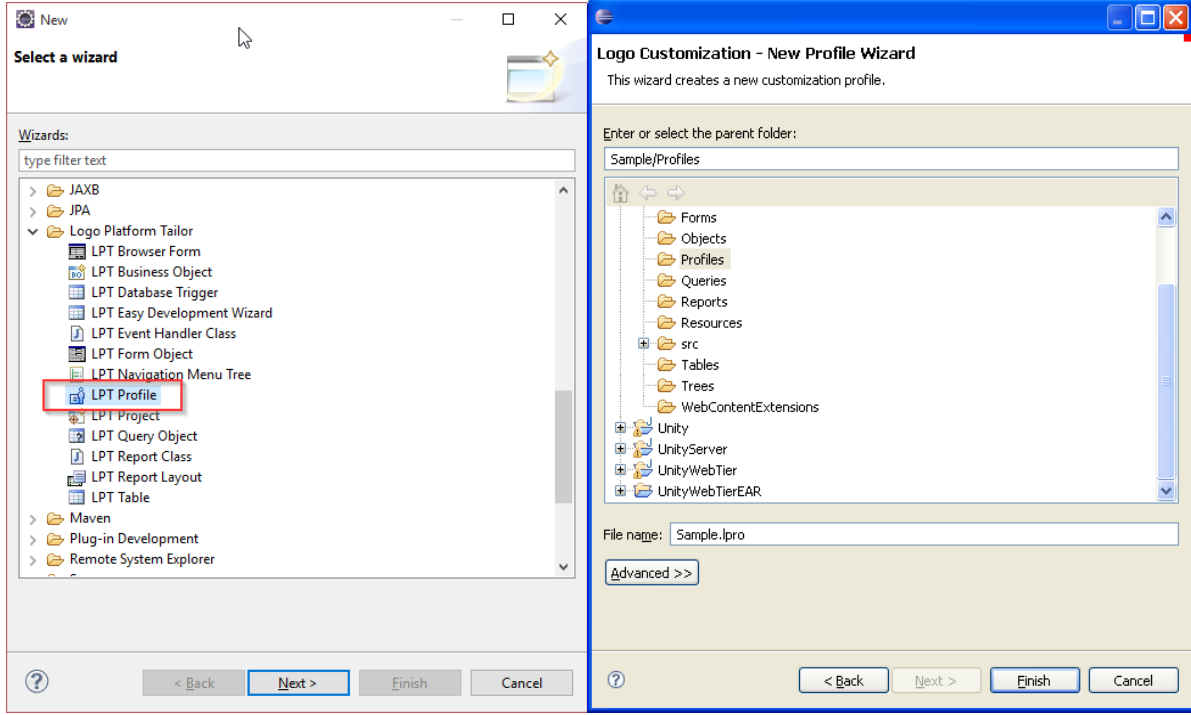 New
Select a wizard
Wizards:
type filter text
JAXB
JPA
Logo Platform Tailor
LPT Browser Form
LPT Business Object
LPT Database Trigger
LPT Easy Development Wizard
LPT Event Handler Class
LPT Form Object
LPT Navigation Menu Tree
LPT Profile
LPT Project
LPT Query Object
LPT Report Class
LPT Report Layout
LPT Table
Maven
Plug-in Development
Remote System Explorer
< Back
Next >
Finish
Cancel
Logo Customization - New Profile Wizard
This wizard creates a new customization profile.
Enter or select the parent folder:
Sample/Profiles
Forms
Objects
Profiles
Queries
Reports
Resources
src
Tables
Trees
WebContentExtensions
Unity
UnityServer
UnityWebTier
UnityWebTierEAR
File name: Sample.lpro
Advanced >>
< Back
Next >
Finish
Cancel